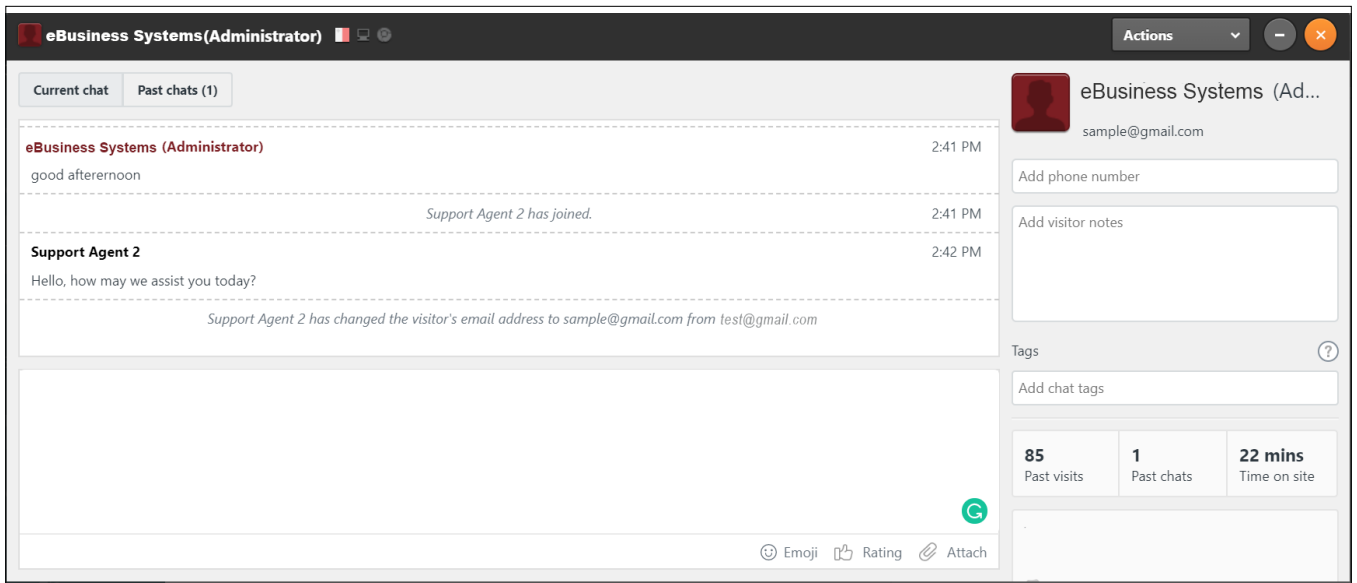 eBusiness Systems(Administrator)
Actions
Current chat
Past chats (1)
eBusiness Systems (Administrator)
2:41 PM
good afterernoon
Support Agent 2 has joined.
2:41 PM
Support Agent 2
2:42 PM
Hello, how may we assist you today?
Support Agent 2 has changed the visitor's email address to sample@gmail.com from test@gmail.com
Emoji
Rating
Attach
eBusiness Systems (Ad...
sample@gmail.com
Add phone number
Add visitor notes
Tags
?
Add chat tags
85
Past visits
1
Past chats
22 mins
Time on site